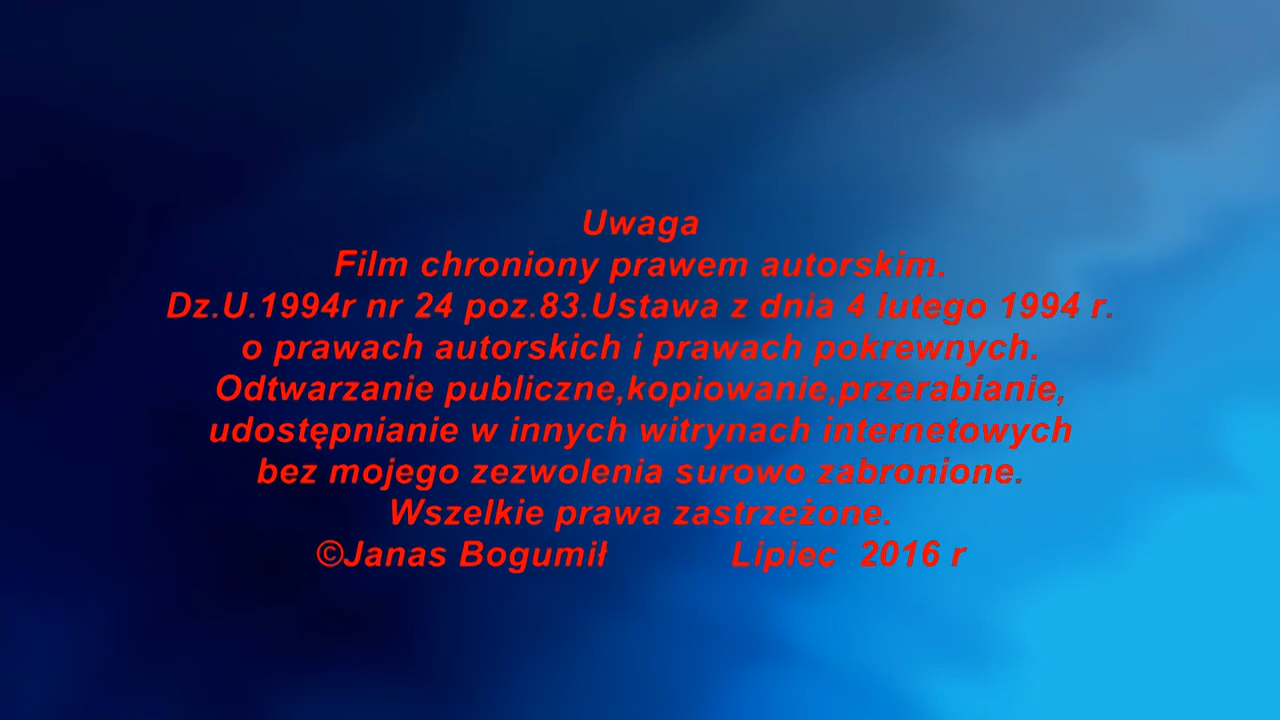 Uwaga
Film chroniony prawem autorskim.
Dz.U.1994r nr 24 poz.83.Ustawa z dnia 4 lutego 1994 r.
o prawach autorskich i prawach pokrewnych.
Odtwarzanie publiczne,kopiowanie,przerabianie,
udostępnianie w innych witrynach internetowych
bez mojego zezwolenia surowo zabronione.
Wszelkie prawa zastrzeżone.
©Janas Bogumił Lipiec 2016 r